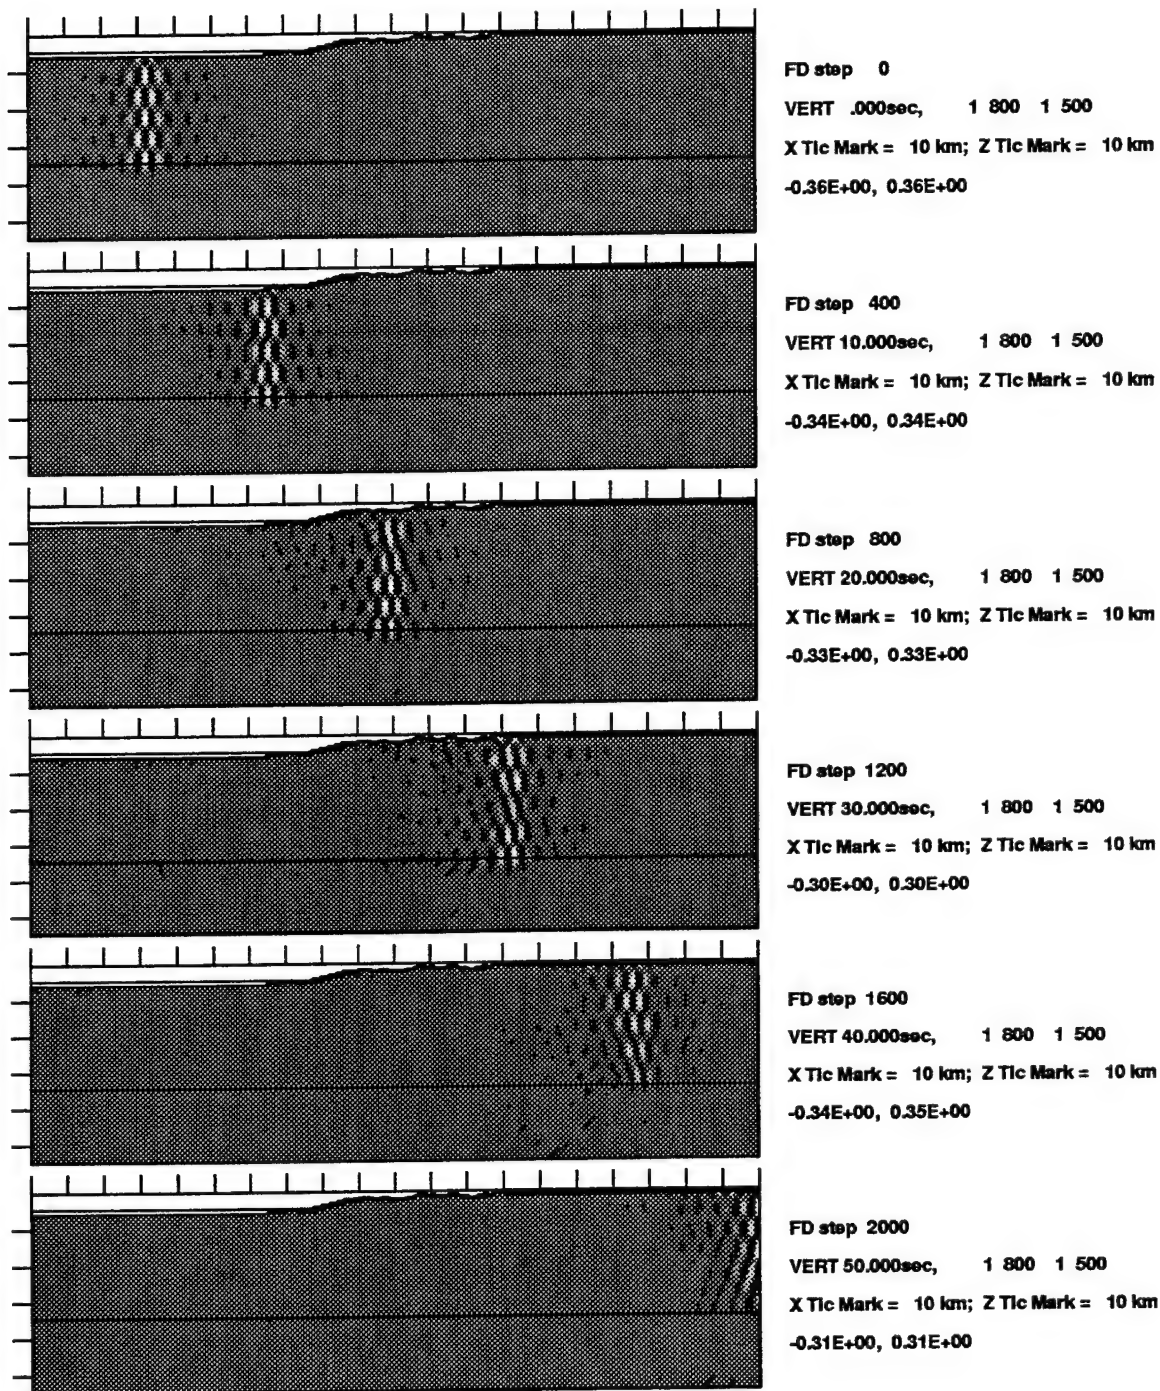 FD step 0
VERT .000sec, 1 800 1 500
X Tic Mark = 10 km; Z Tic Mark = 10 km
-0.36E+00, 0.36E+00
FD step 400
VERT 10.000sec, 1 800 1 500
X Tic Mark = 10 km; Z Tic Mark = 10 km
-0.34E+00, 0.34E+00
FD step 800
VERT 20.000sec, 1 800 1 500
X Tic Mark = 10 km; Z Tic Mark = 10 km
-0.33E+00, 0.33E+00
FD step 1200
VERT 30.000sec, 1 800 1 500
X Tic Mark = 10 km; Z Tic Mark = 10 km
-0.30E+00, 0.30E+00
FD step 1600
VERT 40.000sec, 1 800 1 500
X Tic Mark = 10 km; Z Tic Mark = 10 km
-0.34E+00, 0.35E+00
FD step 2000
VERT 50.000sec, 1 800 1 500
X Tic Mark = 10 km; Z Tic Mark = 10 km
-0.31E+00, 0.31E+00